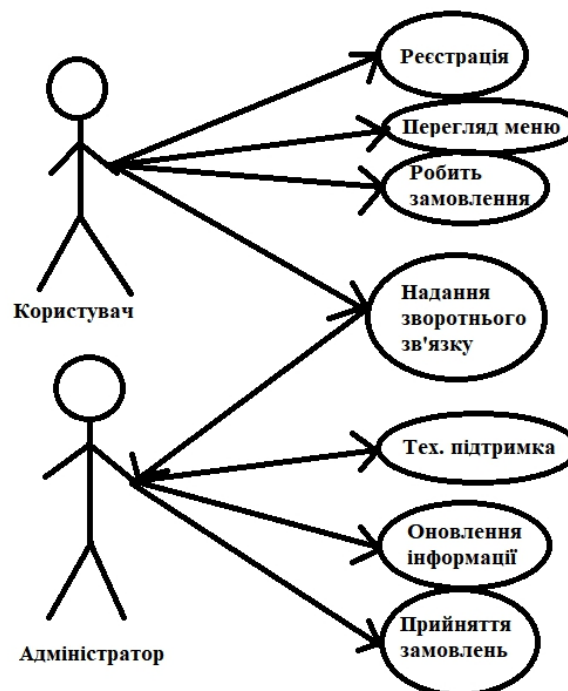 Реєстрація
Перегляд меню
Робить
замовлення
Користувач
Надання
зворотнього
зв'язку
Тех. підтримка
Оновлення
інформації
Прийняття
замовлень
Адміністратор